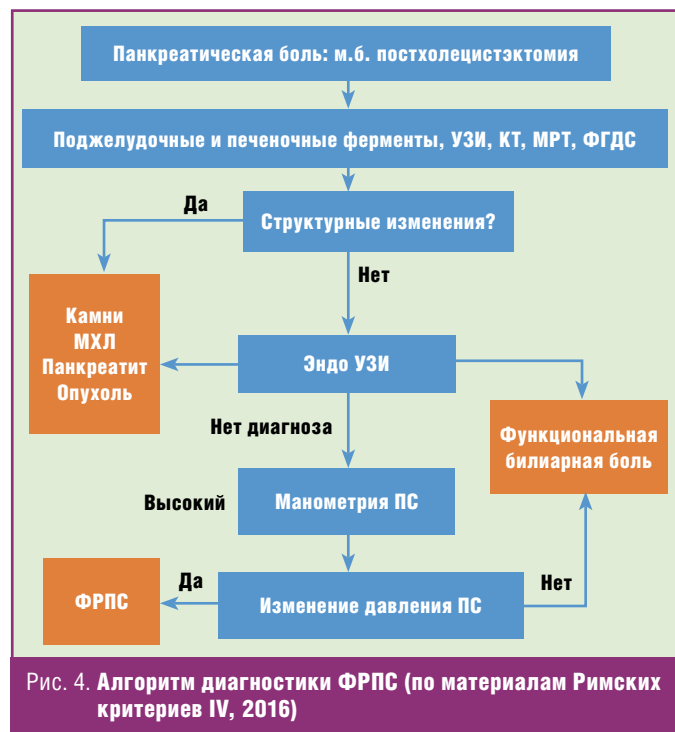 Панкреатическая боль: м.б. постхолецистэктомия
Поджелудочные и печеночные ферменты, УЗИ, КТ, МРТ, ФГДС
Да
Структурные изменения?
Нет
Камни
МХЛ
Панкреатит
Опухоль
Эндо УЗИ
Нет диагноза
Функциональная
билиарная боль
Высокий
Манометрия ПС
ФРПС
Да
Изменение давления ПС
Нет
Рис. 4. Алгоритм диагностики ФРПС (по материалам Римских
критериев IV, 2016)